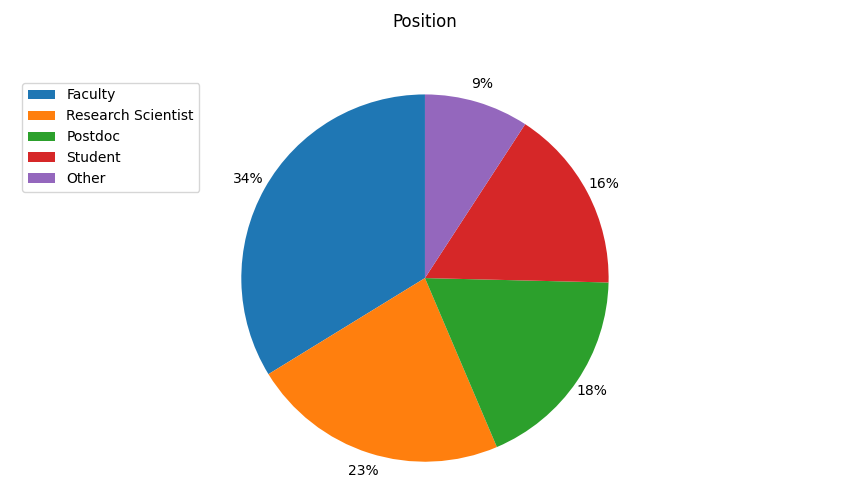 Position
Faculty
Research Scientist
Postdoc
Student
Other
9%
34%
16%
18%
23%